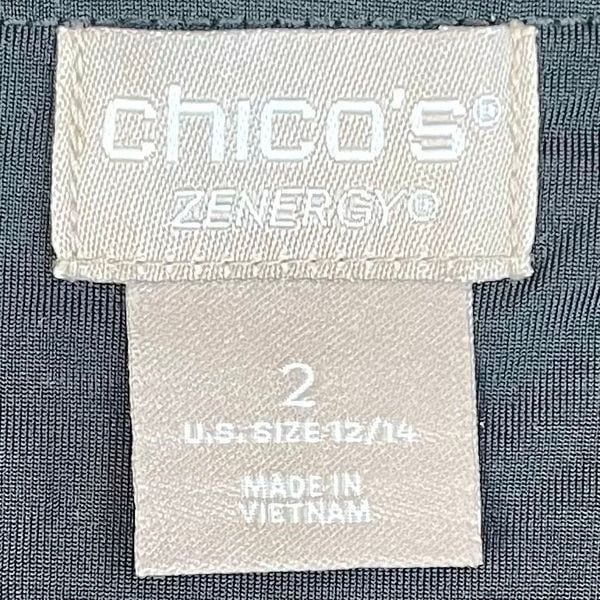 chico's®
ZENERGY®
2
U.S. SIZE 12/14
MADE IN
VIETNAM